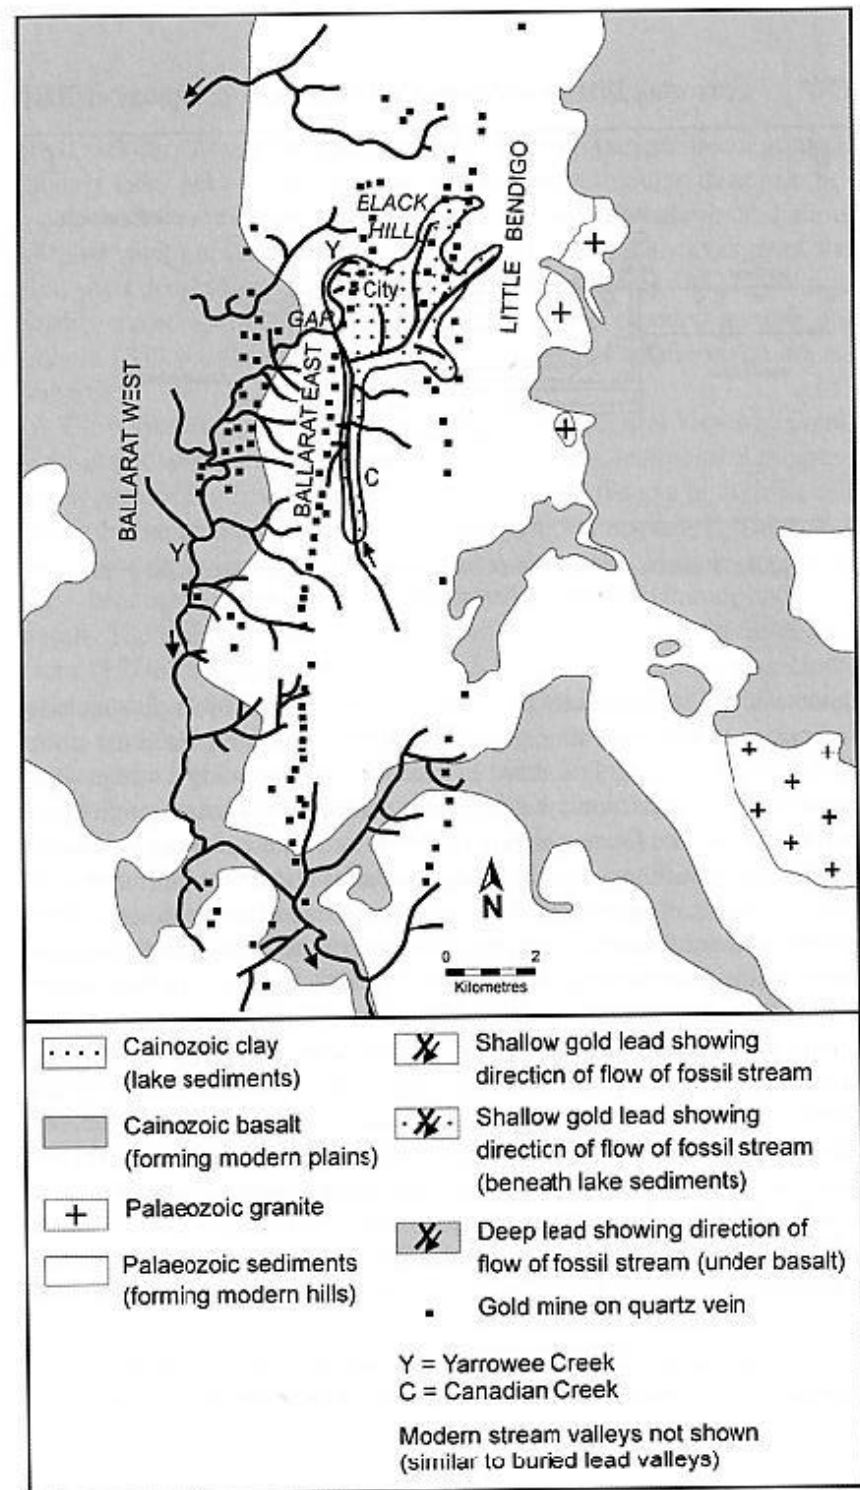 BLACK
HILL
LITTLE BENDIGO
Y
City
GAP
BALLARAT WEST
BALLARAT EAST
C
Y
N
0 2
Kilometres
Cainozoic clay
(lake sediments)
Cainozoic basalt
(forming modern plains)
Palaeozoic granite
Palaeozoic sediments
(forming modern hills)
Shallow gold lead showing
direction of flow of fossil stream
Shallow gold lead showing
direction of flow of fossil stream
(beneath lake sediments)
Deep lead showing direction of
flow of fossil stream (under basalt)
Gold mine on quartz vein
Y = Yarrowee Creek
C = Canadian Creek
Modern stream valleys not shown
(similar to buried lead valleys)